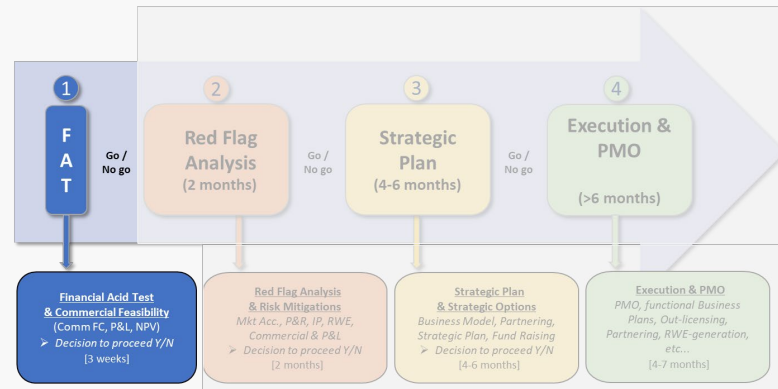 1
2
3
4
F
A
T
Go /
No go
Red Flag
Analysis
(2 months)
Go /
No go
Strategic
Plan
(4-6 months)
Go /
No go
Execution &
PMO
(>6 months)
Financial Acid Test
& Commercial Feasibility
(Comm FC, P&L, NPV)
➢ Decision to proceed Y/N
[3 weeks]
Red Flag Analysis
& Risk Mitigations
Mkt Acc., P&R, IP, RWE,
Commercial & P&L
➢ Decision to proceed Y/N
[2 months]
Strategic Plan
& Strategic Options
Business Model, Partnering,
Strategic Plan, Fund Raising
➢ Decision to proceed Y/N
[4-6 months]
Execution & PMO
PMO, functional Business
Plans, Out-licensing,
Partnering, RWE-generation,
etc...
[4-7 months]